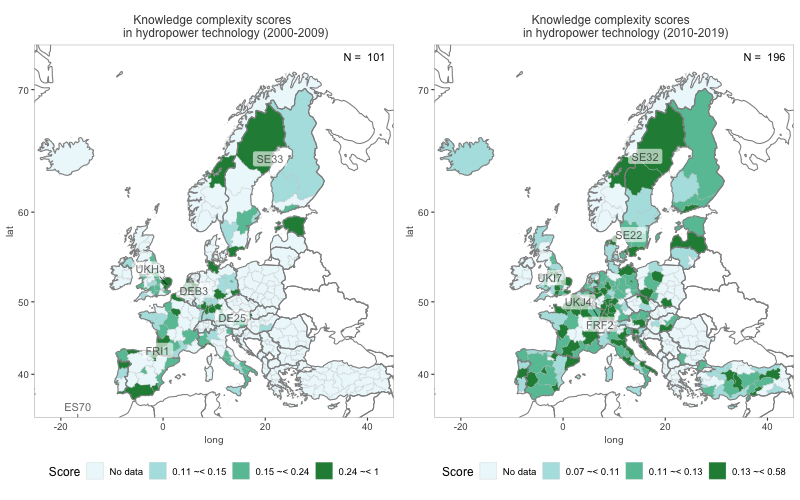 Knowledge complexity scores
in hydropower technology (2000-2009)
N = 101
70
60
50
40
lat
SE33
UKH3
DEB3
DE25
FRI1
ES70
-20
0
20
40
long
Score
No data
0.11 ~< 0.15
0.15 ~< 0.24
0.24 ~< 1
Knowledge complexity scores
in hydropower technology (2010-2019)
N = 196
70
60
50
40
lat
SE32
SE22
UKI7
UKJ4
FRF2
-20
0
20
40
long
Score
No data
0.07 ~< 0.11
0.11 ~< 0.13
0.13 ~< 0.58